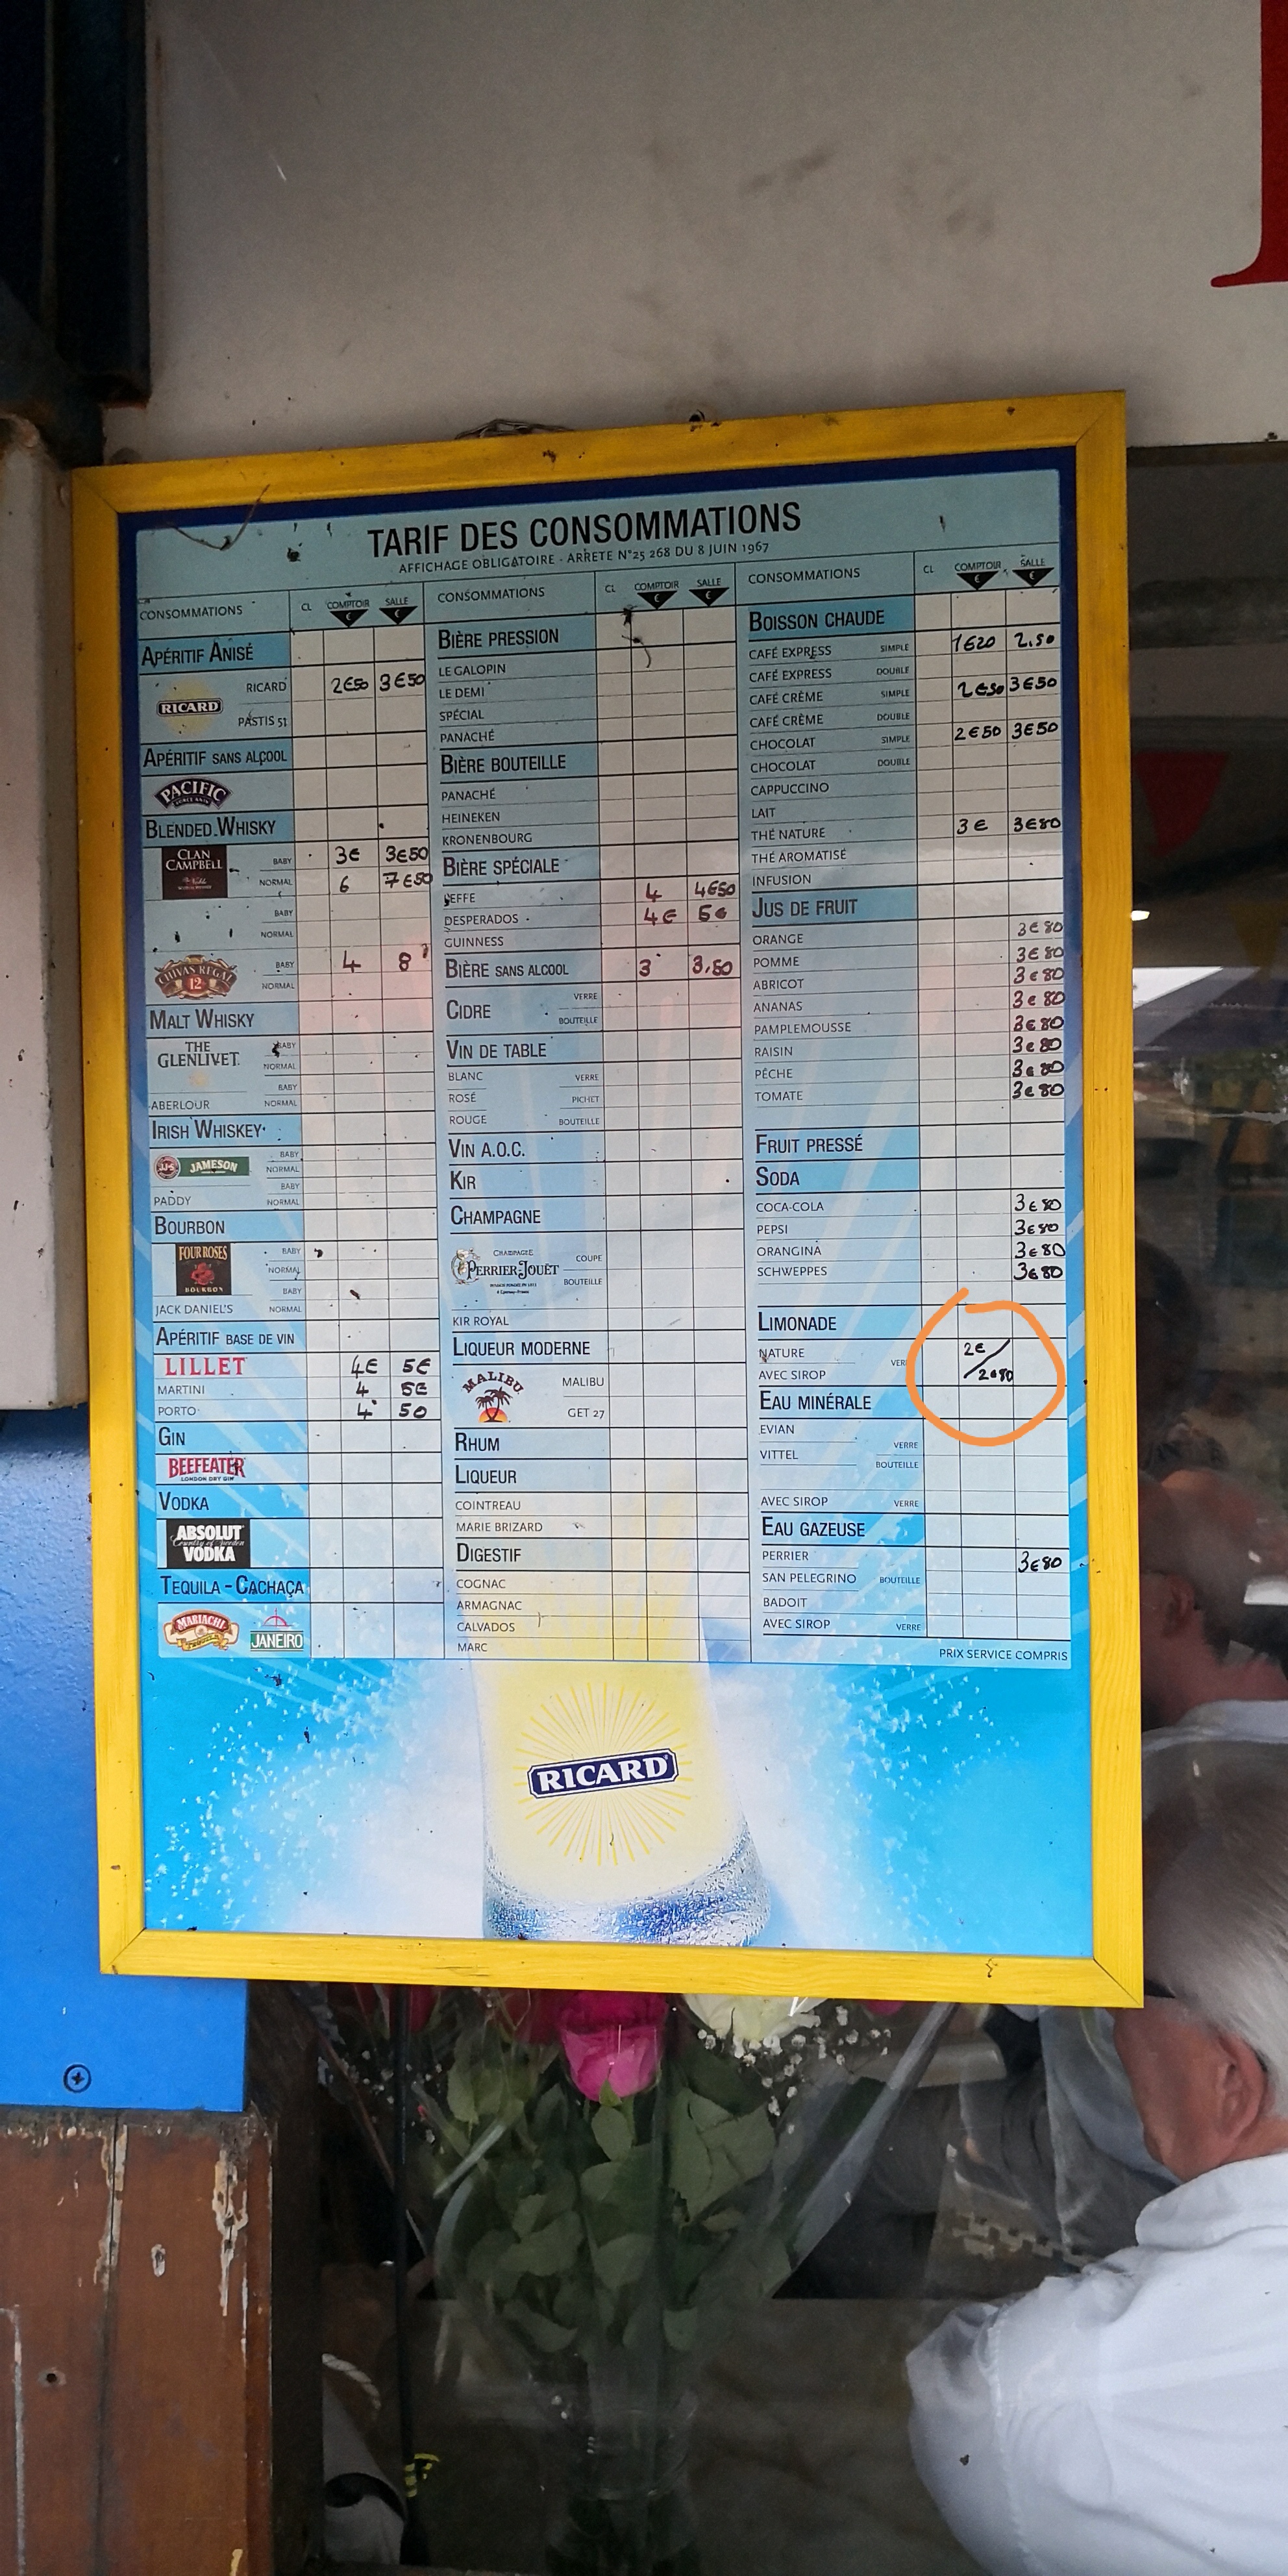 TARIF DES CONSOMMATIONS
AFFICHAGE OBLIGATOIRE - ARRETE N°25 268 DU 8 JUIN 1967
CONSOMMATIONS CL COMPTOIR € SALLE €
APÉRITIF ANISÉ
RICARD RICARD 2€50 3€50
PASTIS 51
APÉRITIF SANS ALCOOL
PACIFIC
BLENDED WHISKY
CLAN CAMPBELL BABY 3€ 3€50
NORMAL 6 7€50
BABY
NORMAL
CHIVAS REGAL 12 BABY 4 8
NORMAL
MALT WHISKY
THE GLENLIVET BABY
NORMAL
BABY
ABERLOUR NORMAL
IRISH WHISKEY
JAMESON BABY
NORMAL
BABY
PADDY NORMAL
BOURBON
FOUR ROSES BOURBON BABY
NORMAL
BABY
JACK DANIEL'S NORMAL
APÉRITIF BASE DE VIN
LILLET 4€ 5€
MARTINI 4 5€
PORTO 4 50
GIN
BEEFEATER LONDON DRY GIN
VODKA
ABSOLUT Country of Sweden VODKA
TEQUILA - CACHAÇA
MARIACHI TEQUILA JANEIRO
CONSOMMATIONS CL COMPTOIR € SALLE €
BIÈRE PRESSION
LE GALOPIN
LE DEMI
SPÉCIAL
PANACHÉ
BIÈRE BOUTEILLE
PANACHÉ
HEINEKEN
KRONENBOURG
BIÈRE SPÉCIALE
LEFFE 4 4€50
DESPERADOS 4€ 5€
GUINNESS
BIÈRE SANS ALCOOL 3 3,50
CIDRE VERRE
BOUTEILLE
VIN DE TABLE
BLANC VERRE
ROSÉ PICHET
ROUGE BOUTEILLE
VIN A.O.C.
KIR
CHAMPAGNE
CHAMPAGNE PERRIER-JOUËT COUPE
BOUTEILLE
KIR ROYAL
LIQUEUR MODERNE
MALIBU MALIBU
GET 27
RHUM
LIQUEUR
COINTREAU
MARIE BRIZARD
DIGESTIF
COGNAC
ARMAGNAC
CALVADOS
MARC
CONSOMMATIONS CL COMPTOIR € SALLE €
BOISSON CHAUDE
CAFÉ EXPRESS SIMPLE 1€20 2.50
CAFÉ EXPRESS DOUBLE
CAFÉ CRÈME SIMPLE 2€50 3€50
CAFÉ CRÈME DOUBLE
CHOCOLAT SIMPLE 2€50 3€50
CHOCOLAT DOUBLE
CAPPUCCINO
LAIT
THÉ NATURE 3€ 3€80
THÉ AROMATISÉ
INFUSION
JUS DE FRUIT
ORANGE 3€80
POMME 3€80
ABRICOT 3€80
ANANAS 3€80
PAMPLEMOUSSE 3€80
RAISIN 3€80
PÊCHE 3€80
TOMATE 3€80
FRUIT PRESSÉ
SODA
COCA-COLA 3€80
PEPSI 3€80
ORANGINA 3€80
SCHWEPPES 3€80
LIMONADE
NATURE VERRE 2€/2€80
AVEC SIROP
EAU MINÉRALE
EVIAN VERRE
VITTEL BOUTEILLE
AVEC SIROP VERRE
EAU GAZEUSE
PERRIER 3€80
SAN PELEGRINO BOUTEILLE
BADOIT
AVEC SIROP VERRE
PRIX SERVICE COMPRIS
RICARD